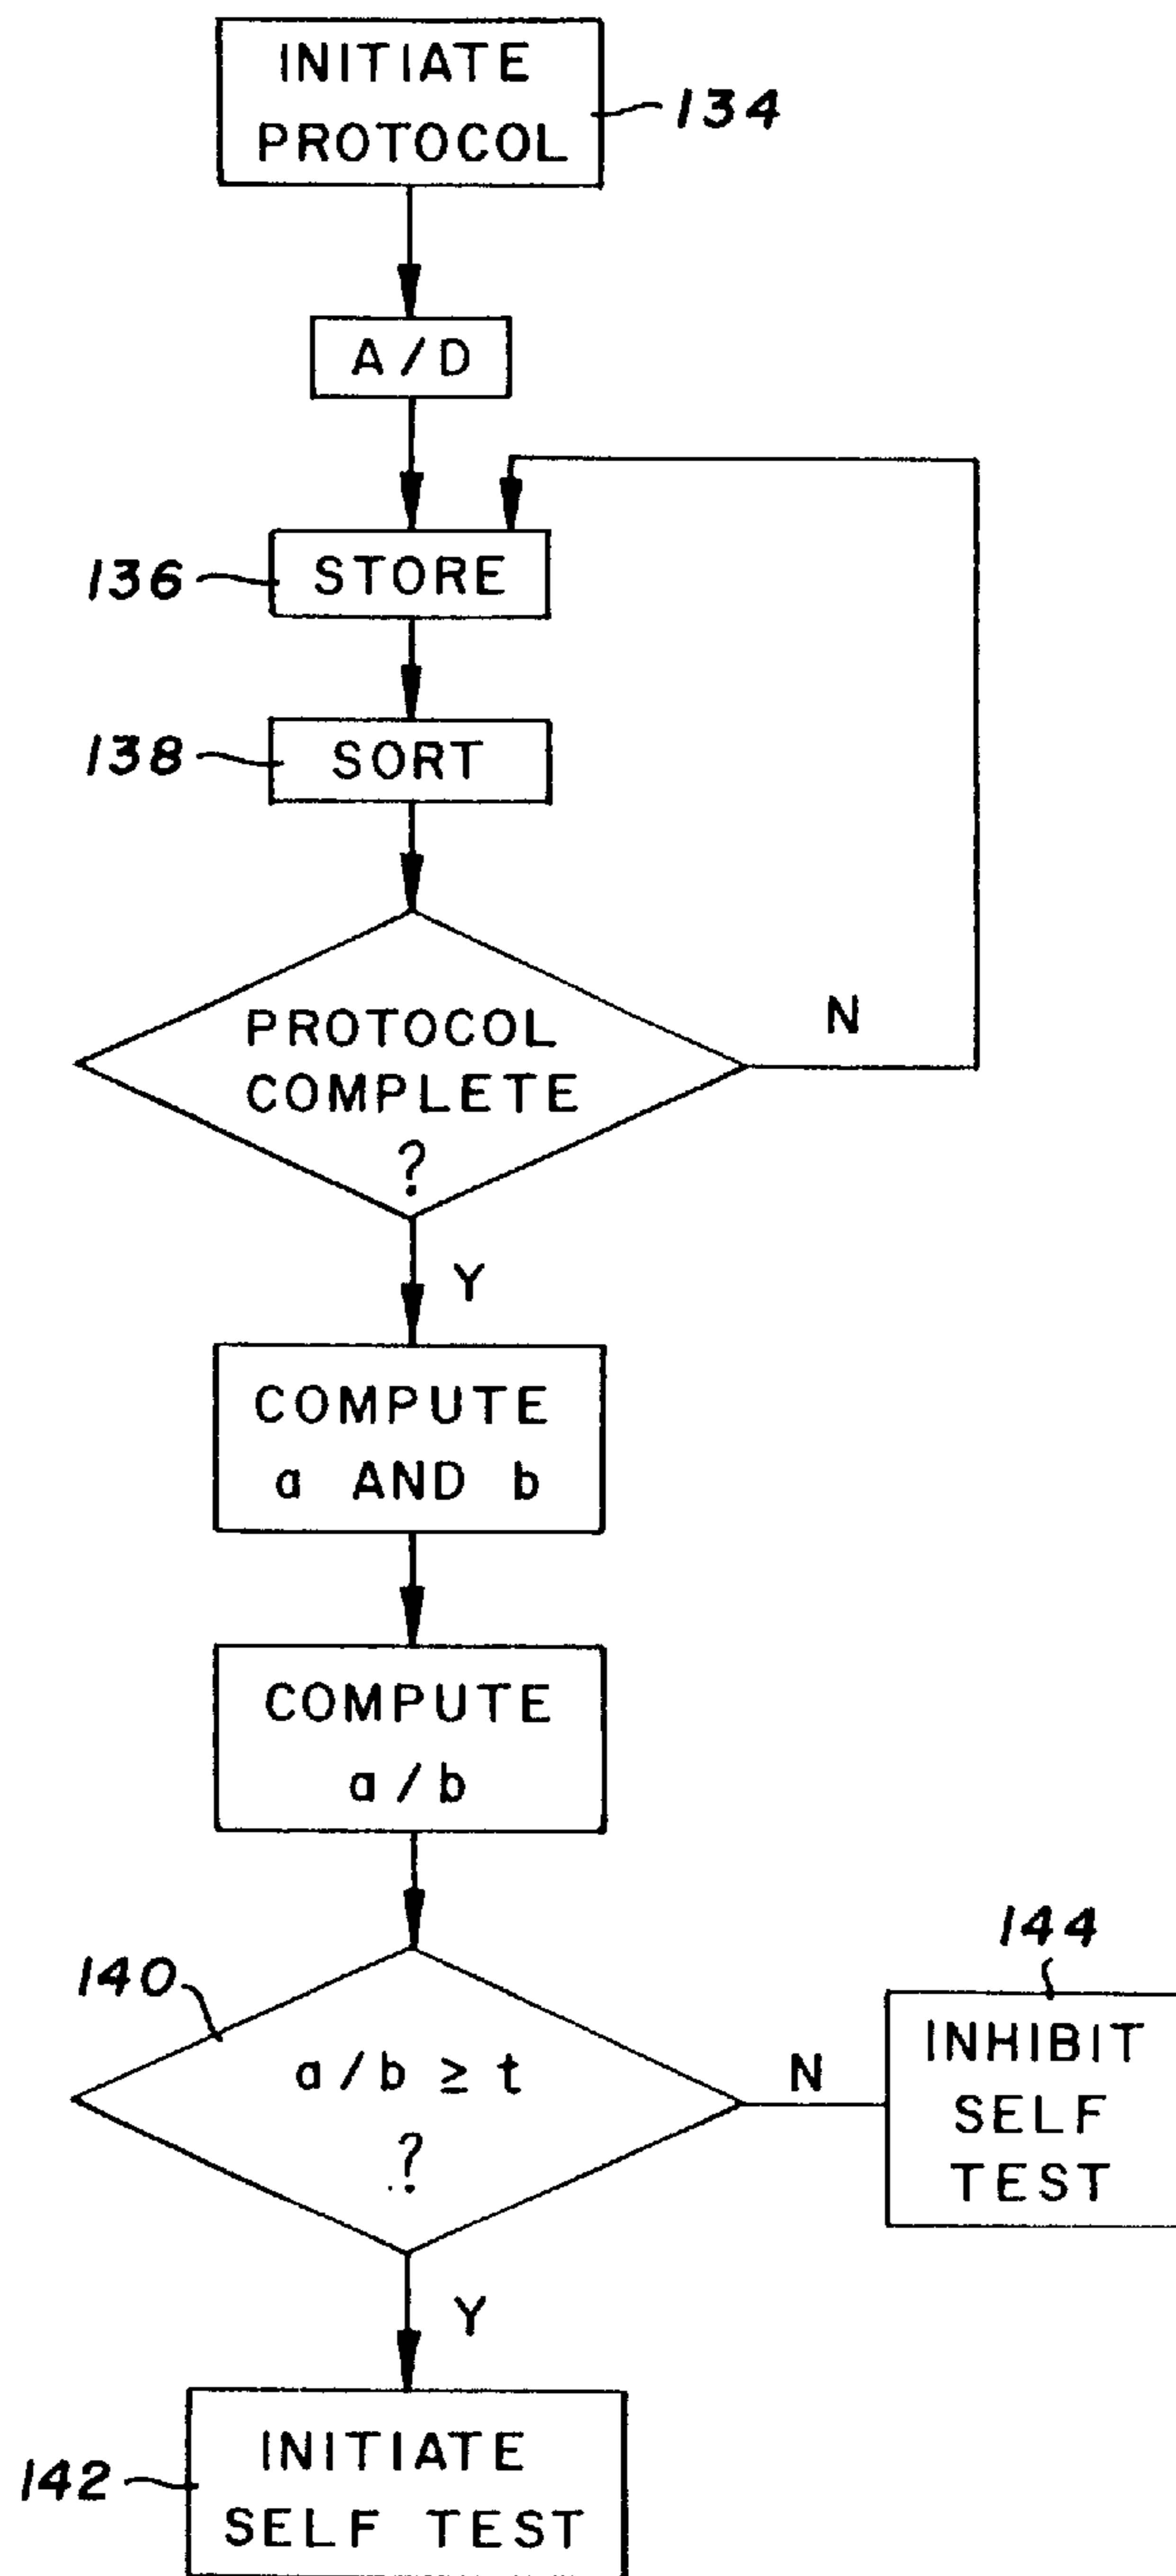 INITIATE
PROTOCOL
134
A/D
136
STORE
138
SORT
PROTOCOL
COMPLETE
?
N
Y
COMPUTE
a AND b
COMPUTE
a/b
140
a/b ≥ t
?
N
144
INHIBIT
SELF
TEST
Y
142
INITIATE
SELF TEST